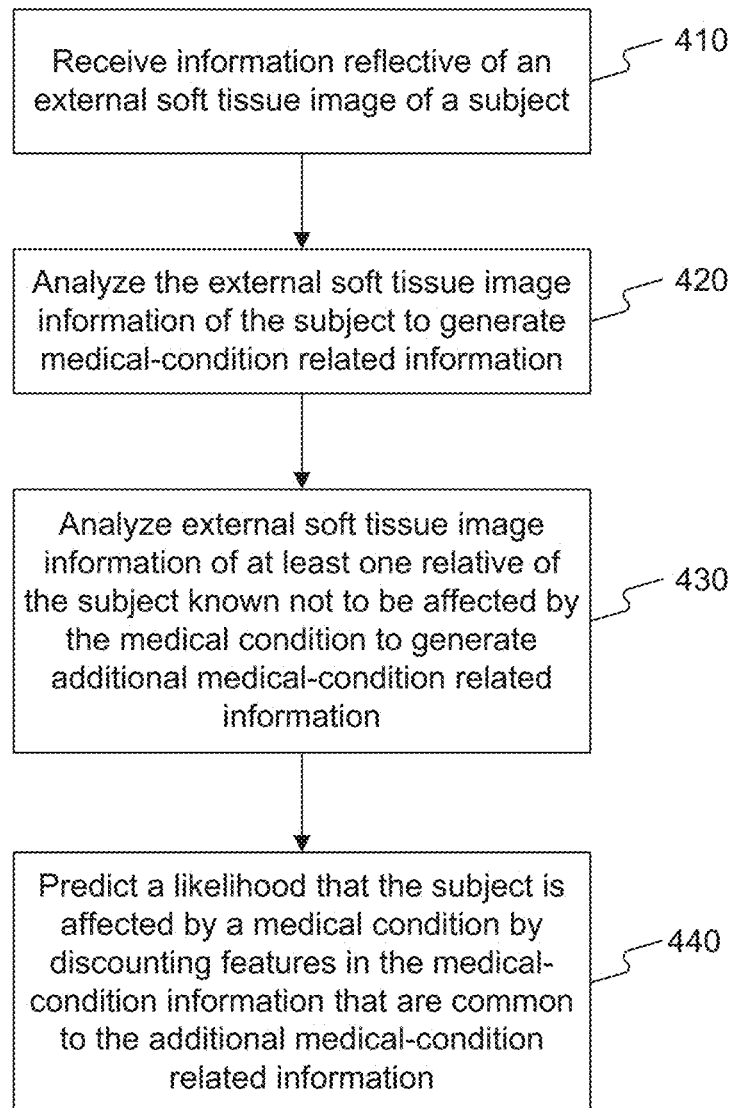 Receive information reflective of an
external soft tissue image of a subject
410
Analyze the external soft tissue image
information of the subject to generate
medical-condition related information
420
Analyze external soft tissue image
information of at least one relative of
the subject known not to be affected by
the medical condition to generate
additional medical-condition related
information
430
Predict a likelihood that the subject is
affected by a medical condition by
discounting features in the medical-
condition information that are common
to the additional medical-condition
related information
440